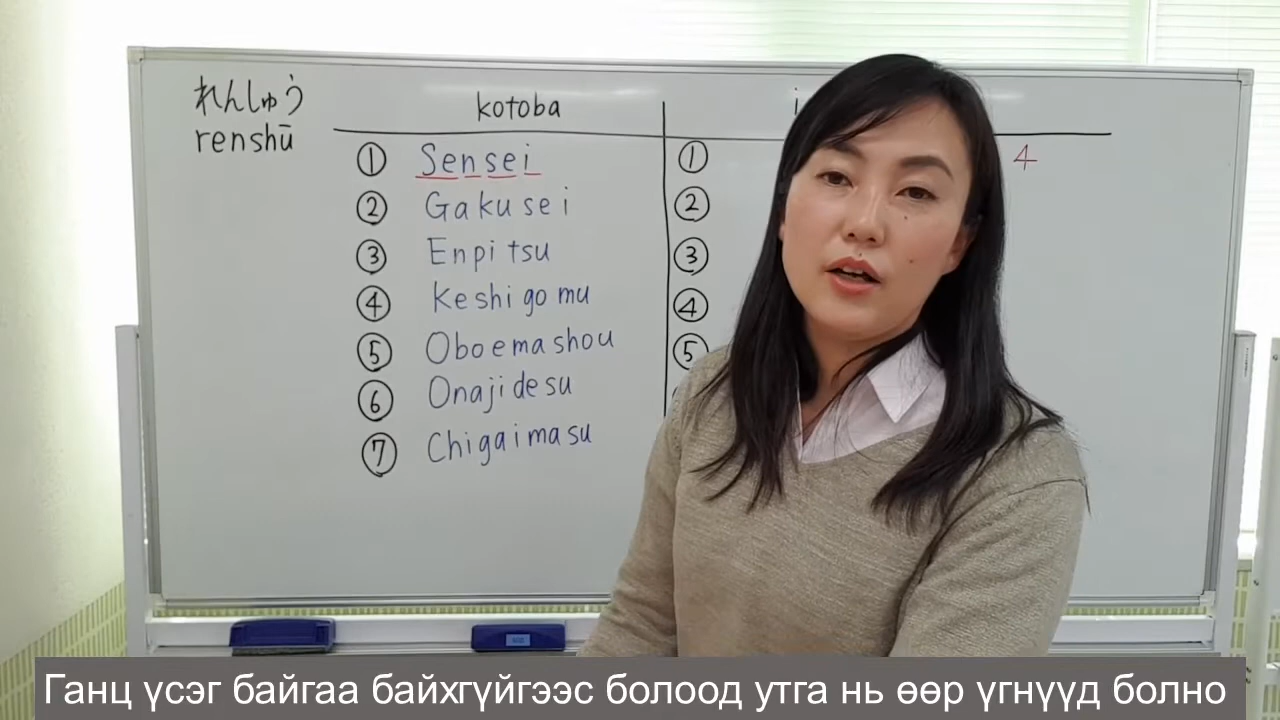 れんしゅう
renshū
kotoba
① Sensei
② Gakusei
③ Enpitsu
④ Keshigomu
⑤ Oboemashou
⑥ Onajidesu
⑦ Chigaimasu
① 4
②
③
④
⑤
Ганц үсэг байгаа байхгүйгээс болоод утга нь өөр үгнүүд болно